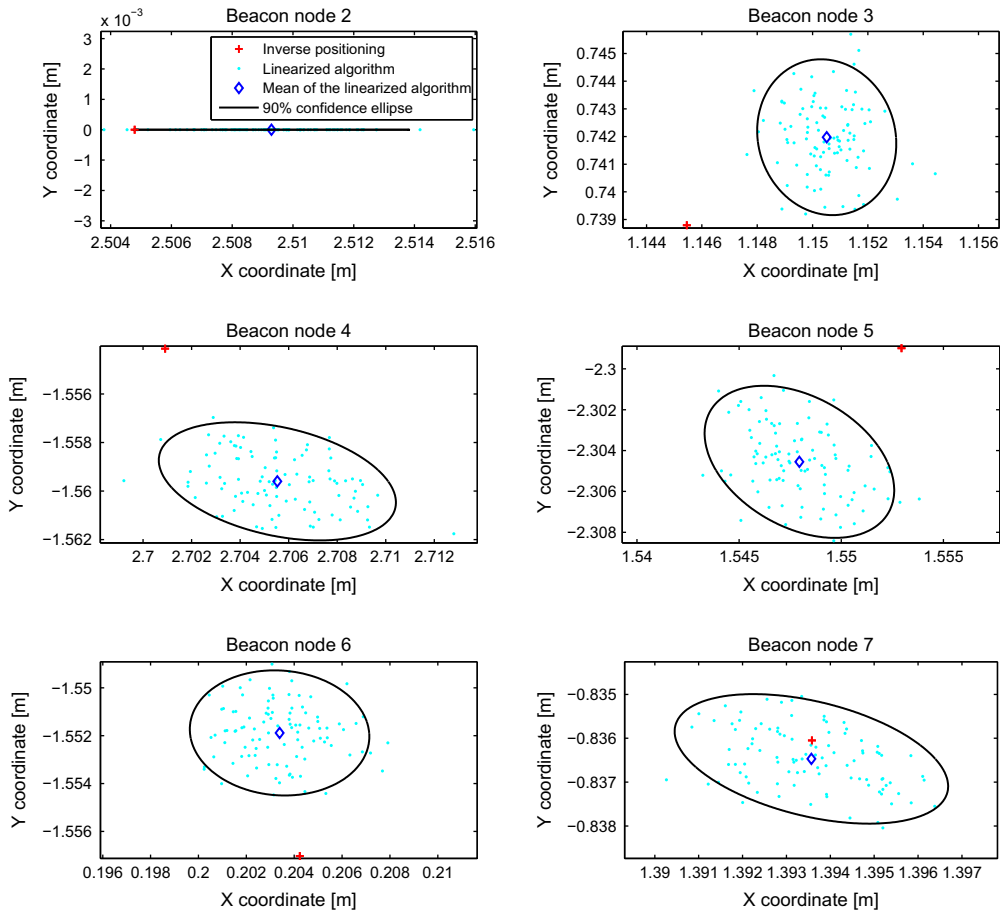 Beacon node 2
x 10−3
3
2
1
0
−1
−2
−3
Y coordinate [m]
Inverse positioning
Linearized algorithm
Mean of the linearized algorithm
90% confidence ellipse
2.504 2.506 2.508 2.51 2.512 2.514 2.516
X coordinate [m]
Beacon node 3
0.745
0.744
0.743
0.742
0.741
0.74
0.739
Y coordinate [m]
1.144 1.146 1.148 1.15 1.152 1.154 1.156
X coordinate [m]
Beacon node 4
−1.556
−1.558
−1.56
−1.562
Y coordinate [m]
2.7 2.702 2.704 2.706 2.708 2.71 2.712
X coordinate [m]
Beacon node 5
−2.3
−2.302
−2.304
−2.306
−2.308
Y coordinate [m]
1.54 1.545 1.55 1.555
X coordinate [m]
Beacon node 6
−1.55
−1.552
−1.554
−1.556
Y coordinate [m]
0.196 0.198 0.2 0.202 0.204 0.206 0.208 0.21
X coordinate [m]
Beacon node 7
−0.835
−0.836
−0.837
−0.838
Y coordinate [m]
1.39 1.391 1.392 1.393 1.394 1.395 1.396 1.397
X coordinate [m]